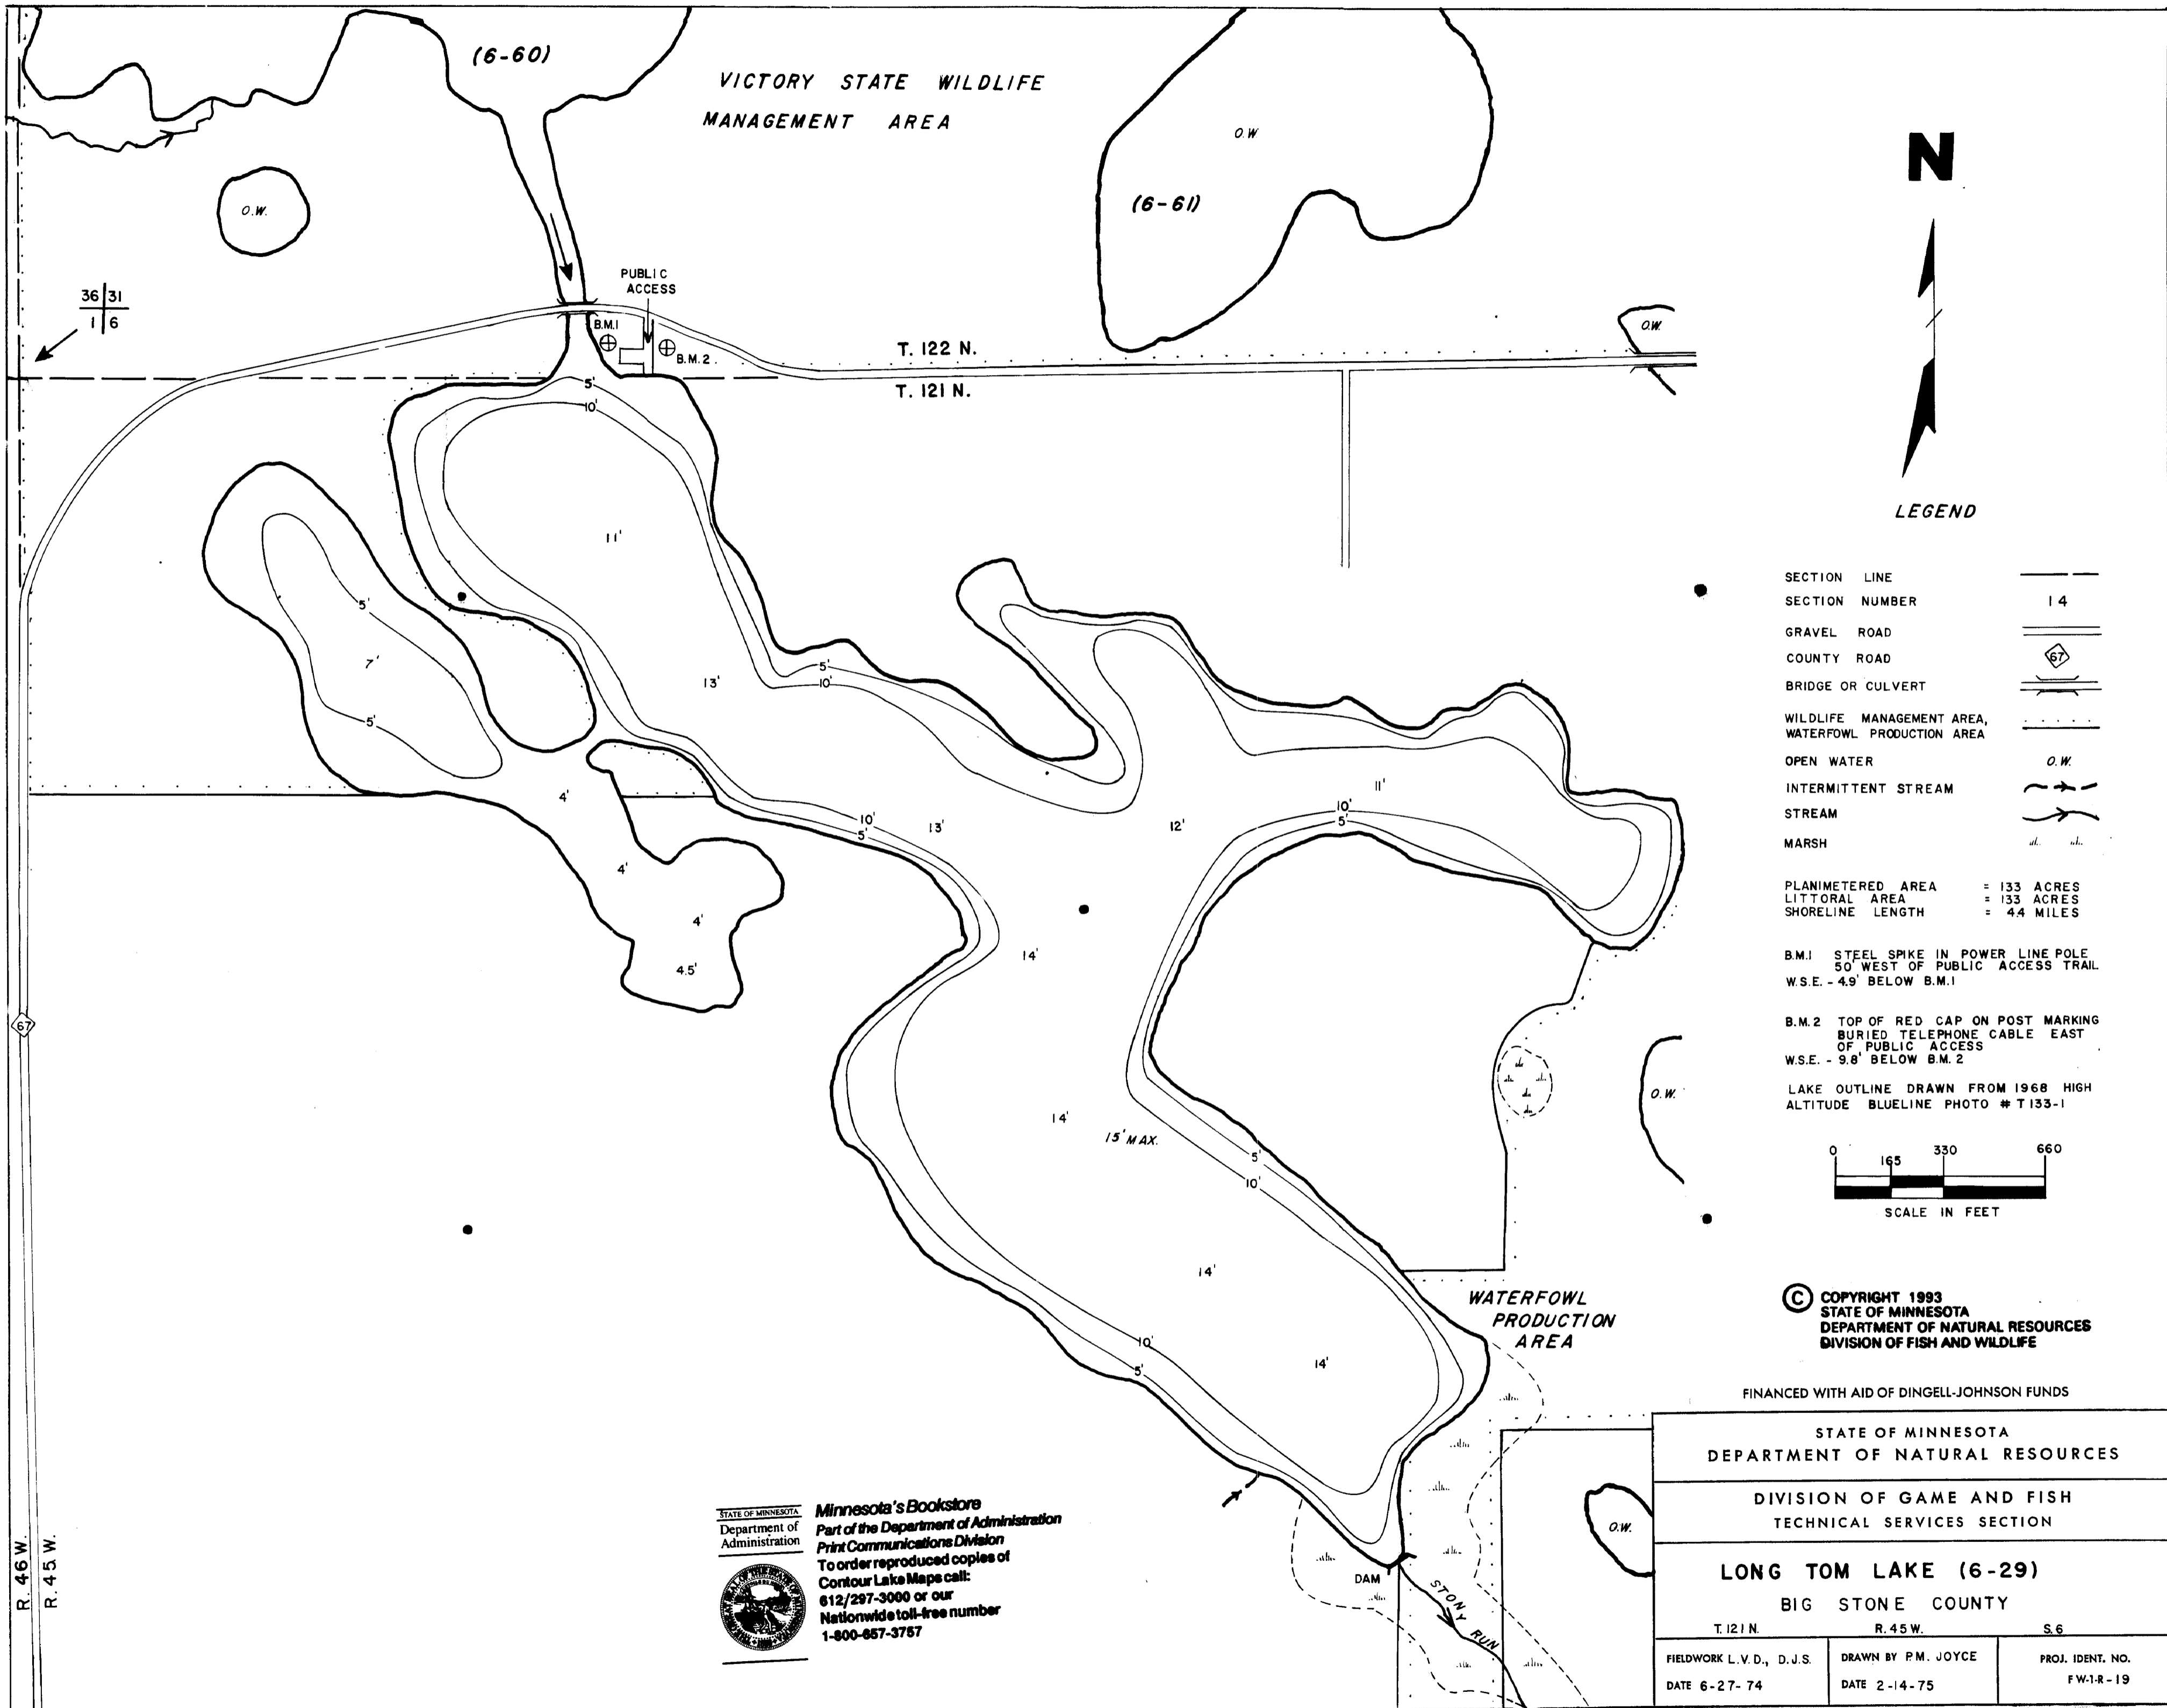 (6-60)
VICTORY STATE WILDLIFE
MANAGEMENT AREA
O.W
(6-61)
O.W.
N
36 31
1 6
PUBLIC
ACCESS
B.M.1
B.M.2.
O.W.
T. 122 N.
T. 121 N.
5'
10'
11'
5'
7'
5'
13'
5'
10'
4'
10'
5'
13'
12'
11'
10'
5'
4'
4'
4.5'
14'
14'
15' MAX.
5'
10'
14'
14'
10'
5'
67
O.W.
WATERFOWL
PRODUCTION
AREA
O.W.
DAM
STONY RUN
R. 46 W.
R. 45 W.
LEGEND
SECTION LINE
SECTION NUMBER 14
GRAVEL ROAD
COUNTY ROAD 67
BRIDGE OR CULVERT
WILDLIFE MANAGEMENT AREA,
WATERFOWL PRODUCTION AREA
OPEN WATER O.W.
INTERMITTENT STREAM
STREAM
MARSH
PLANIMETERED AREA = 133 ACRES
LITTORAL AREA = 133 ACRES
SHORELINE LENGTH = 4.4 MILES
B.M.1 STEEL SPIKE IN POWER LINE POLE
50' WEST OF PUBLIC ACCESS TRAIL
W.S.E. - 4.9' BELOW B.M.1
B.M.2 TOP OF RED CAP ON POST MARKING
BURIED TELEPHONE CABLE EAST
OF PUBLIC ACCESS
W.S.E. - 9.8' BELOW B.M.2
LAKE OUTLINE DRAWN FROM 1968 HIGH
ALTITUDE BLUELINE PHOTO # T133-1
0 165 330 660
SCALE IN FEET
© COPYRIGHT 1993
STATE OF MINNESOTA
DEPARTMENT OF NATURAL RESOURCES
DIVISION OF FISH AND WILDLIFE
FINANCED WITH AID OF DINGELL-JOHNSON FUNDS
STATE OF MINNESOTA
DEPARTMENT OF NATURAL RESOURCES
DIVISION OF GAME AND FISH
TECHNICAL SERVICES SECTION
LONG TOM LAKE (6-29)
BIG STONE COUNTY
T. 121 N. R. 45 W. S. 6
FIELDWORK L.V.D., D.J.S.
DATE 6-27-74
DRAWN BY P.M. JOYCE
DATE 2-14-75
PROJ. IDENT. NO.
FW-1-R-19
STATE OF MINNESOTA
Department of
Administration
Minnesota's Bookstore
Part of the Department of Administration
Print Communications Division
To order reproduced copies of
Contour Lake Maps call:
612/297-3000 or our
Nationwide toll-free number
1-800-657-3757